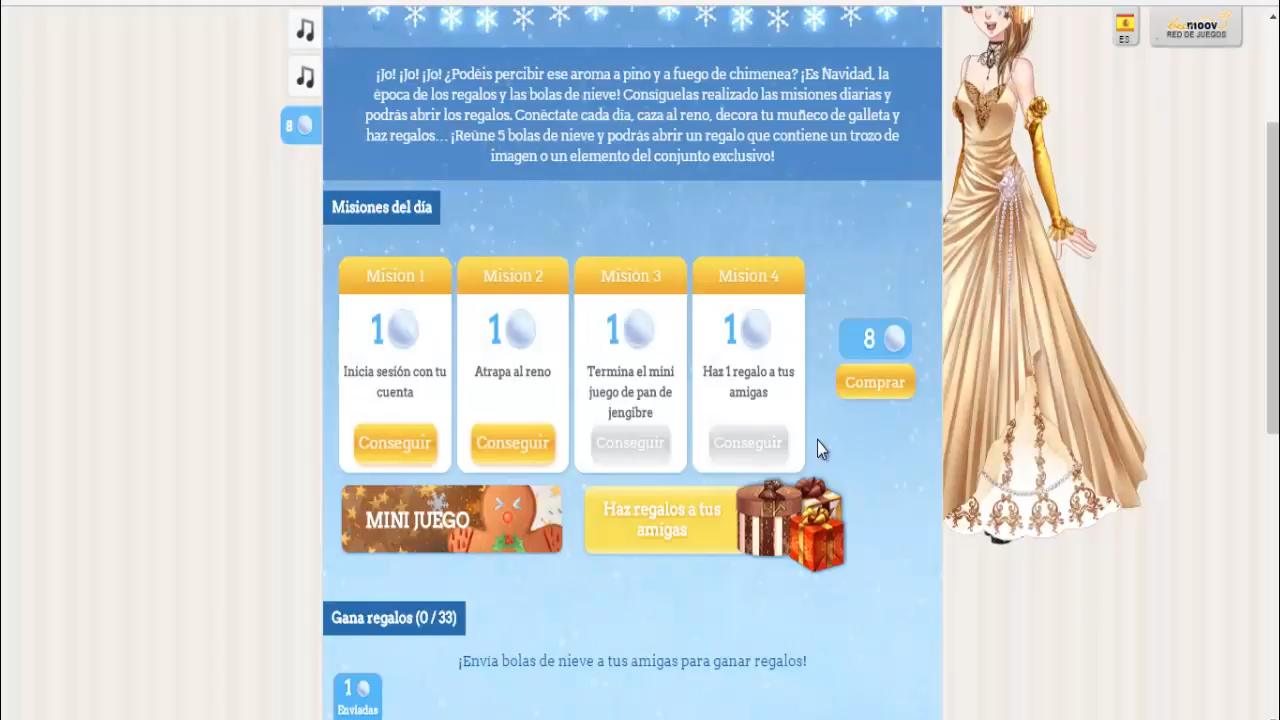 ES
moov
RED DE JUEGOS
8
¡Jo! ¡Jo! ¡Jo! ¿Podéis percibir ese aroma a pino y a fuego de chimenea? ¡Es Navidad, la
época de los regalos y las bolas de nieve! Consíguelas realizado las misiones diarias y
podrás abrir los regalos. Conéctate cada día, caza al reno, decora tu muñeco de galleta y
haz regalos... ¡Reúne 5 bolas de nieve y podrás abrir un regalo que contiene un trozo de
imagen o un elemento del conjunto exclusivo!
Misiones del día
Misión 1
1
Inicia sesión con tu
cuenta
Conseguir
Misión 2
1
Atrapa al reno
Conseguir
Misión 3
1
Termina el mini
juego de pan de
jengibre
Conseguir
Misión 4
1
Haz 1 regalo a tus
amigas
Conseguir
8
Comprar
MINI JUEGO
Haz regalos a tus
amigas
Gana regalos (0 / 33)
¡Envía bolas de nieve a tus amigas para ganar regalos!
1
Enviadas